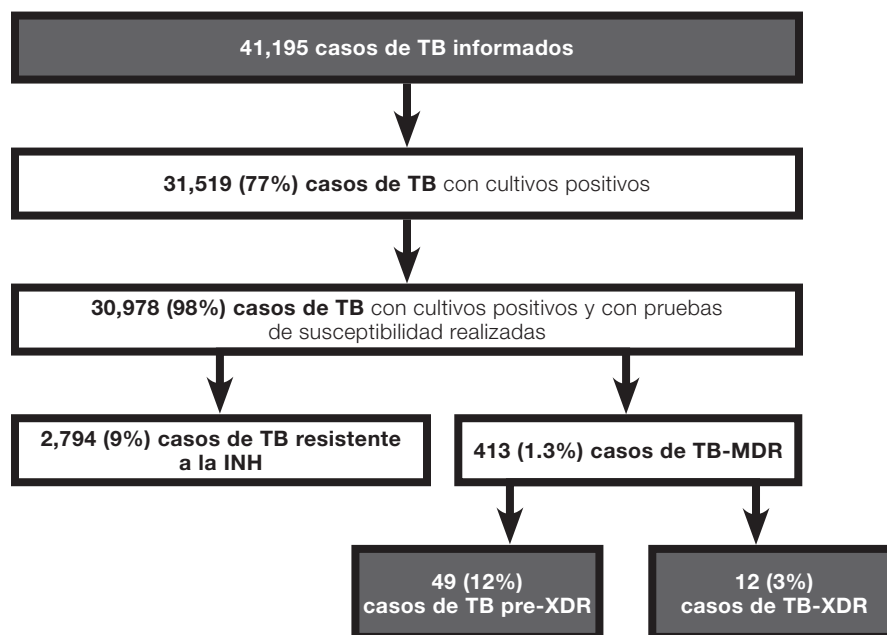 41,195 casos de TB informados
31,519 (77%) casos de TB con cultivos positivos
30,978 (98%) casos de TB con cultivos positivos y con pruebas
de susceptibilidad realizadas
2,794 (9%) casos de TB resistente
a la INH
413 (1.3%) casos de TB-MDR
49 (12%)
casos de TB pre-XDR
12 (3%)
casos de TB-XDR